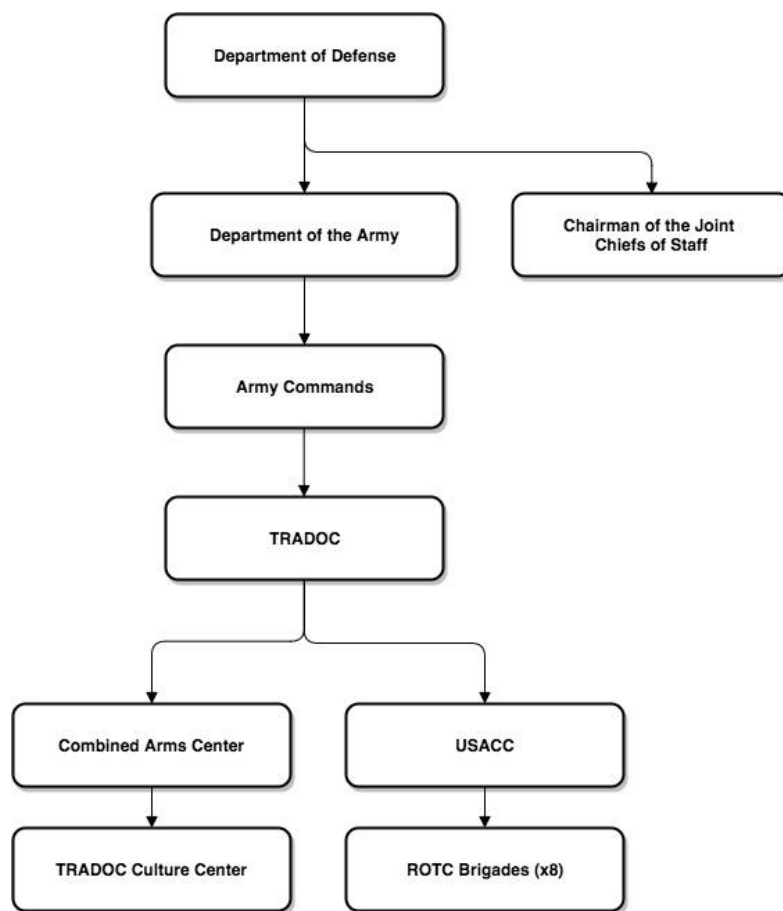 Department of Defense
Department of the Army
Chairman of the Joint
Chiefs of Staff
Army Commands
TRADOC
Combined Arms Center
USACC
TRADOC Culture Center
ROTC Brigades (x8)